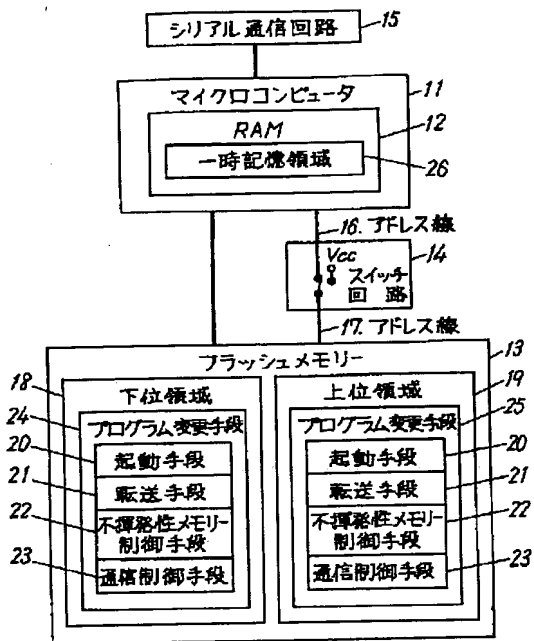 シリアル通信回路
15
マイクロコンピュータ
11
RAM
12
一時記憶領域
26
16.アドレス線
14
Vcc
スイッチ
回路
17.アドレス線
フラッシュメモリー
13
18
下位領域
上位領域
19
24
プログラム変更手段
プログラム変更手段
25
20
起動手段
起動手段
20
21
転送手段
転送手段
21
22
不揮発性メモリー
制御手段
不揮発性メモリー
制御手段
22
23
通信制御手段
通信制御手段
23